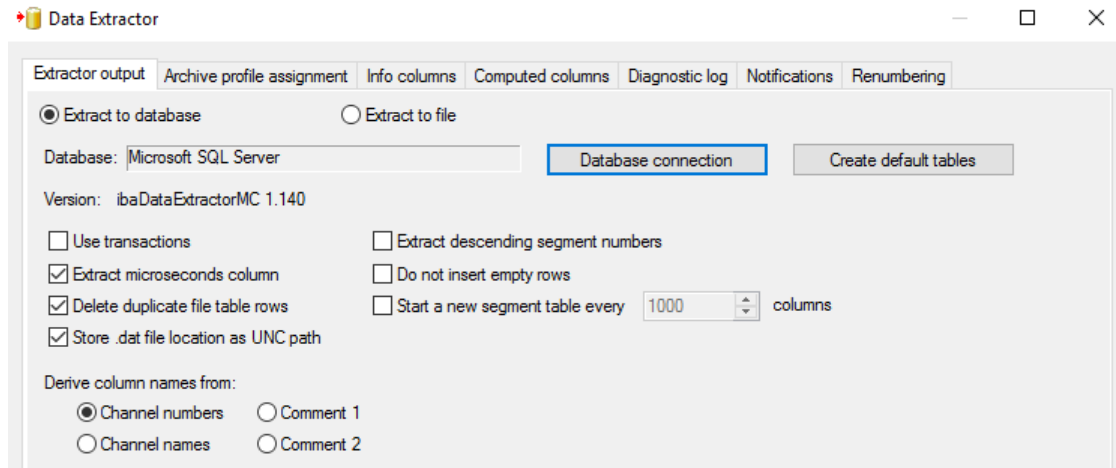 Data Extractor
Extractor output Archive profile assignment Info columns Computed columns Diagnostic log Notifications Renumbering
Extract to database Extract to file
Database: Microsoft SQL Server Database connection Create default tables
Version: ibaDataExtractorMC 1.140
Use transactions Extract descending segment numbers
Extract microseconds column Do not insert empty rows
Delete duplicate file table rows Start a new segment table every 1000 columns
Store .dat file location as UNC path
Derive column names from:
Channel numbers Comment 1
Channel names Comment 2